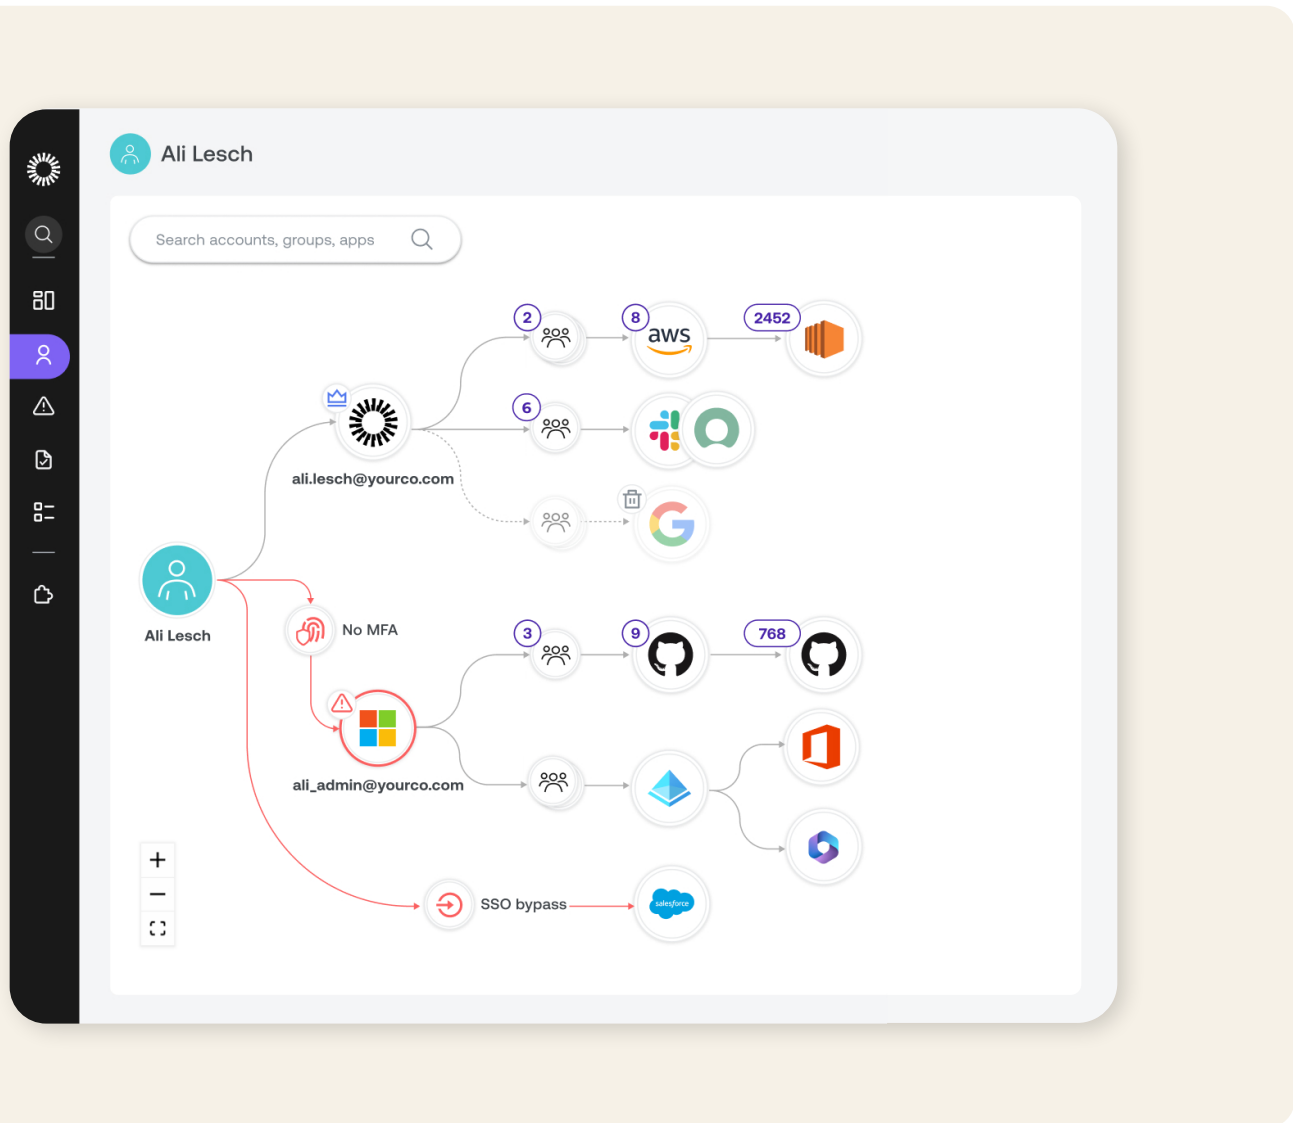 Ali Lesch
Search accounts, groups, apps
2
8
aws
2452
6
ali.lesch@yourco.com
Ali Lesch
No MFA
3
9
768
ali_admin@yourco.com
SSO bypass
salesforce